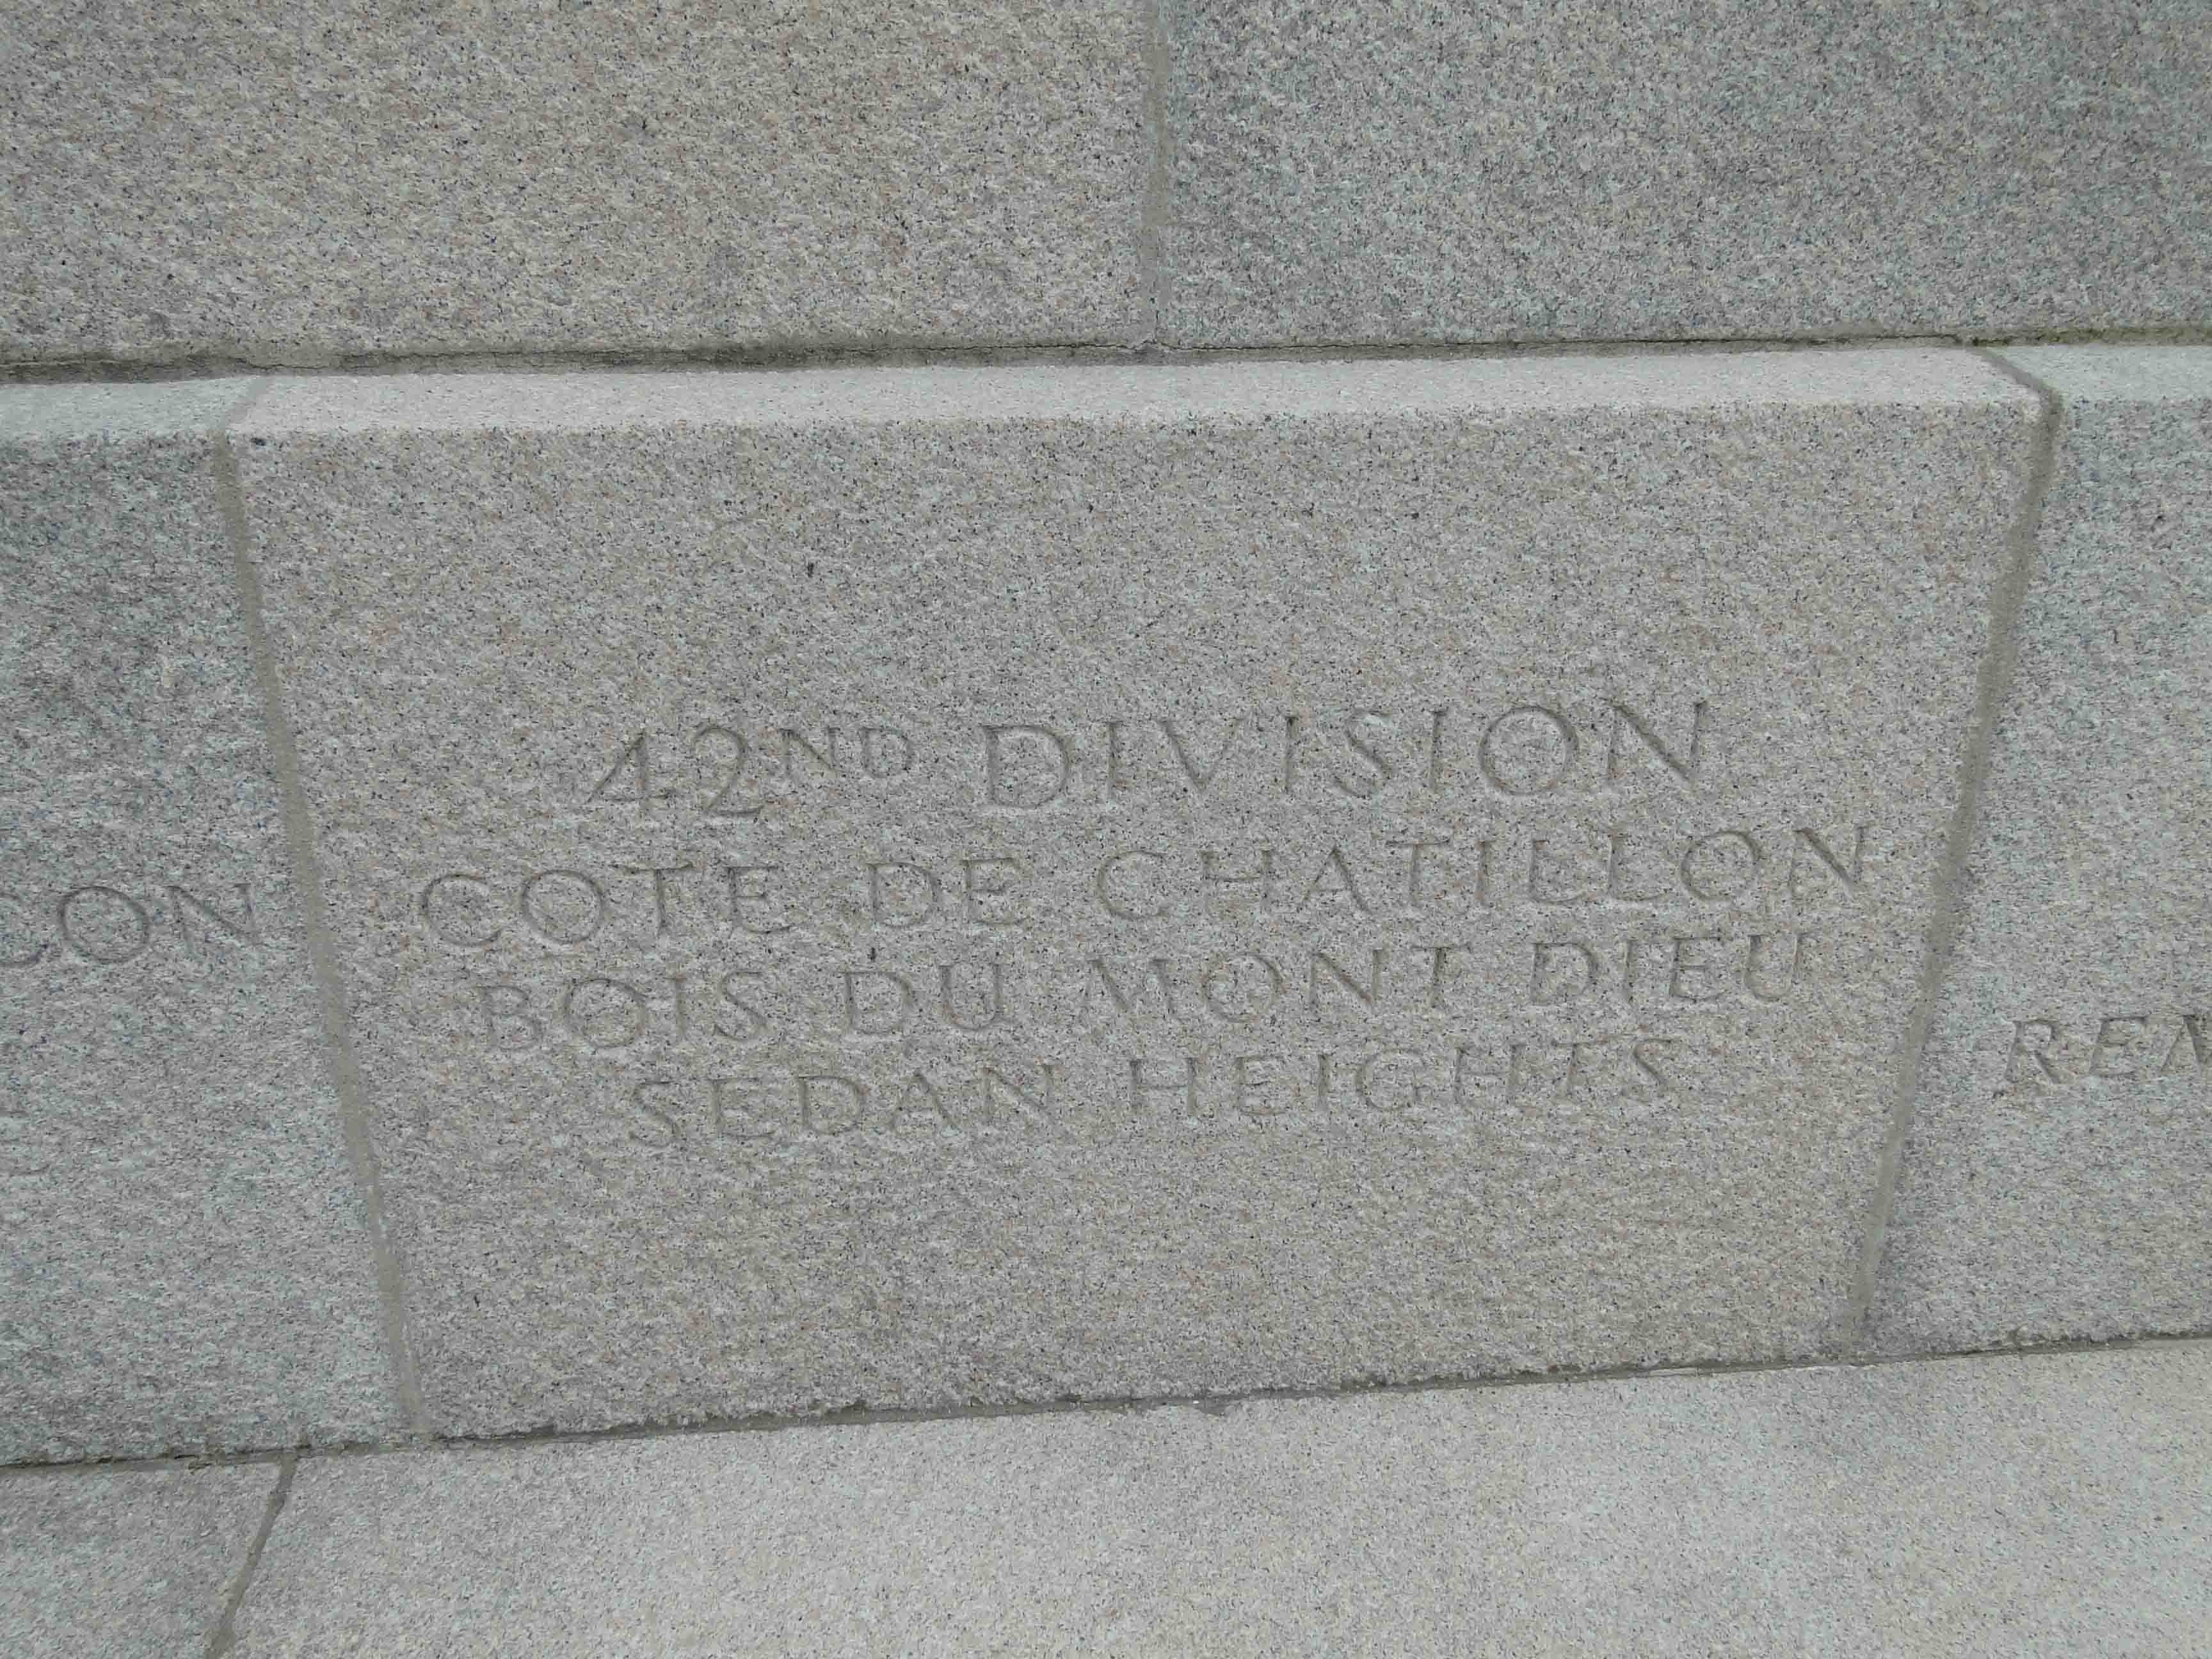 42ND DIVISION
COTE DE CHATILLON
BOIS DU MONT DIEU
SEDAN HEIGHTS